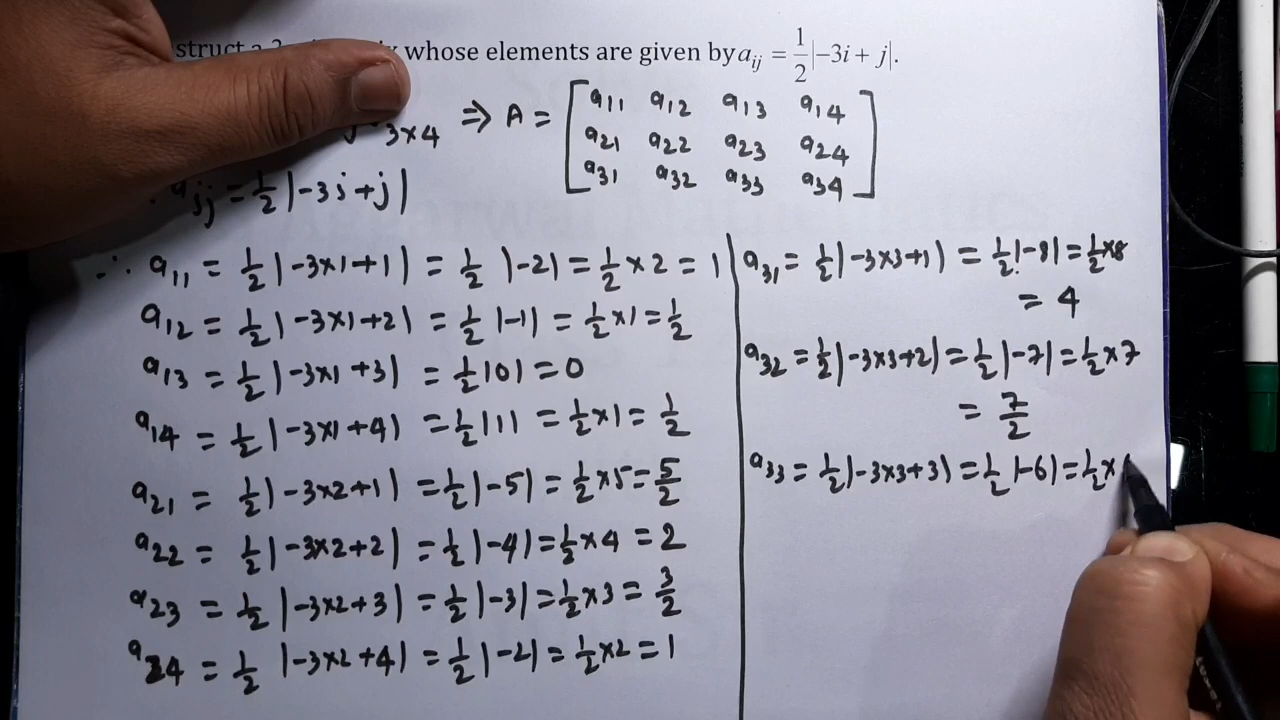 struct a whose elements are given by a_ij = 1/2 |−3i + j|.
3×4 ⇒ A = [ a11 a12 a13 a14
a21 a22 a23 a24
a31 a32 a33 a34 ]
aij = 1/2 |-3i+j|
∴ a11 = 1/2 |-3×1+1| = 1/2 |-2| = 1/2 × 2 = 1
a12 = 1/2 |-3×1+2| = 1/2 |-1| = 1/2 ×1 = 1/2
a13 = 1/2 |-3×1+3| = 1/2 |0| = 0
a14 = 1/2 |-3×1+4| = 1/2 |1| = 1/2 ×1 = 1/2
a21 = 1/2 |-3×2+1| = 1/2 |-5| = 1/2 ×5 = 5/2
a22 = 1/2 |-3×2+2| = 1/2 |-4| = 1/2 ×4 = 2
a23 = 1/2 |-3×2+3| = 1/2 |-3| = 1/2 ×3 = 3/2
a24 = 1/2 |-3×2+4| = 1/2 |-2| = 1/2 ×2 = 1
a31 = 1/2 |-3×3+1| = 1/2 |-8| = 1/2 ×8
= 4
a32 = 1/2 |-3×3+2| = 1/2 |-7| = 1/2 × 7
= 7/2
a33 = 1/2 |-3×3+3| = 1/2 |-6| = 1/2 ×